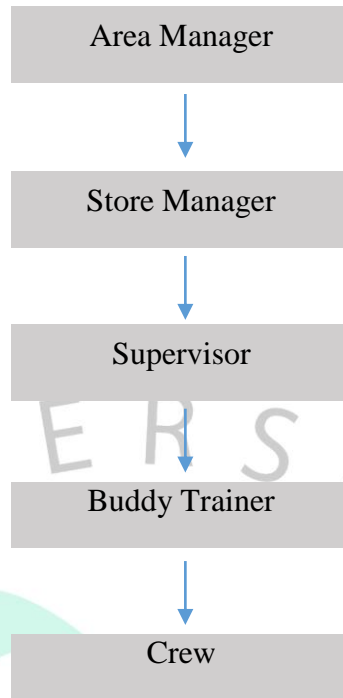 Area Manager
Store Manager
Supervisor
E R S
Buddy Trainer
Crew